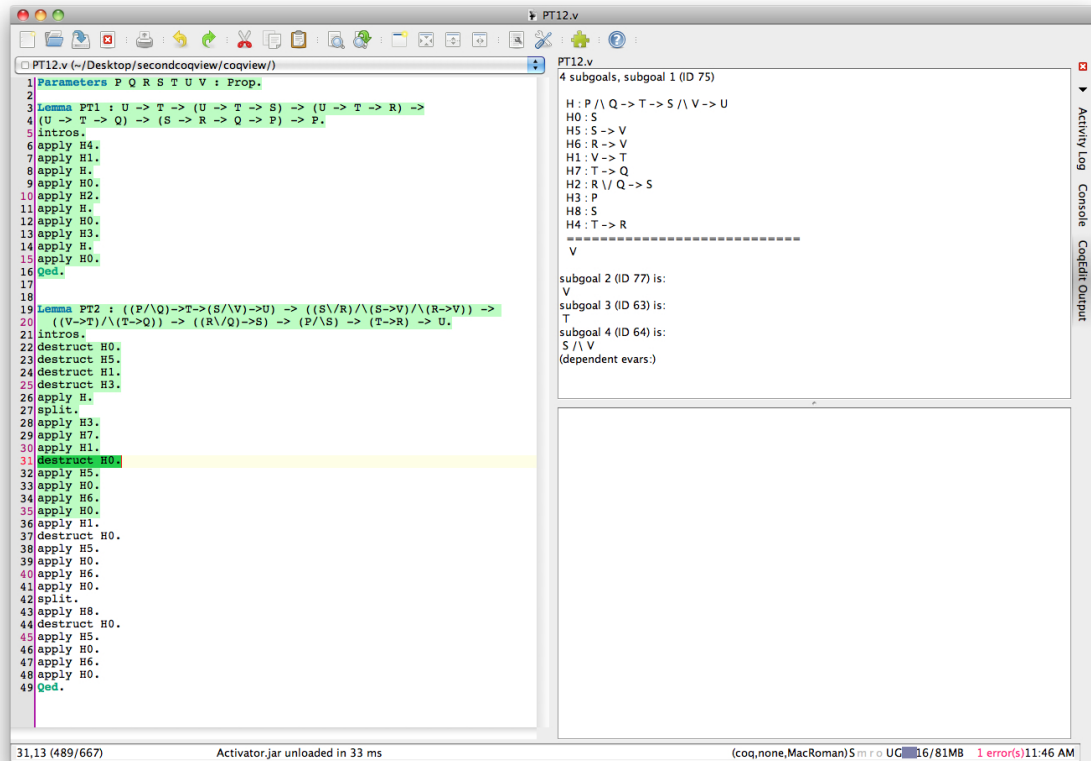 PT12.v
PT12.v (~/Desktop/secondcoqview/coqview/)
1 Parameters P Q R S T U V : Prop.
2
3 Lemma PT1 : U -> T -> (U -> T -> S) -> (U -> T -> R) ->
4 (U -> T -> Q) -> (S -> R -> Q -> P) -> P.
5 intros.
6 apply H4.
7 apply H1.
8 apply H.
9 apply H0.
10 apply H2.
11 apply H.
12 apply H0.
13 apply H3.
14 apply H.
15 apply H0.
16 Qed.
17
18
19 Lemma PT2 : ((P/\Q)->T->(S/\V)->U) -> ((S\/R)/\(S->V)/\(R->V)) ->
20 ((V->T)/\(T->Q)) -> ((R\/Q)->S) -> (P/\S) -> (T->R) -> U.
21 intros.
22 destruct H0.
23 destruct H5.
24 destruct H1.
25 destruct H3.
26 apply H.
27 split.
28 apply H3.
29 apply H7.
30 apply H1.
31 destruct H0.
32 apply H5.
33 apply H0.
34 apply H6.
35 apply H0.
36 apply H1.
37 destruct H0.
38 apply H5.
39 apply H0.
40 apply H6.
41 apply H0.
42 split.
43 apply H8.
44 destruct H0.
45 apply H5.
46 apply H0.
47 apply H6.
48 apply H0.
49 Qed.
PT12.v
4 subgoals, subgoal 1 (ID 75)
H : P /\ Q -> T -> S /\ V -> U
H0 : S
H5 : S -> V
H6 : R -> V
H1 : V -> T
H7 : T -> Q
H2 : R \/ Q -> S
H3 : P
H8 : S
H4 : T -> R
============================
V
subgoal 2 (ID 77) is:
V
subgoal 3 (ID 63) is:
T
subgoal 4 (ID 64) is:
S /\ V
(dependent evars:)
Activity Log
Console
CoqEdit Output
31,13 (489/667)
Activator.jar unloaded in 33 ms
(coq,none,MacRoman)S m r o UG 16/81MB 1 error(s)11:46 AM